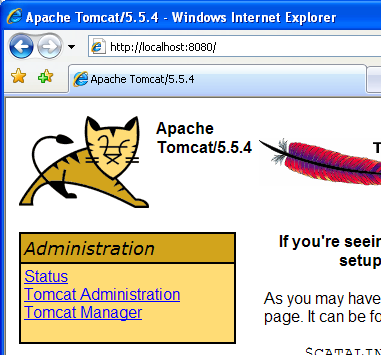 Apache Tomcat/5.5.4 - Windows Internet Explorer
http://localhost:8080/
Apache Tomcat/5.5.4
Apache
Tomcat/5.5.4
Administration
Status
Tomcat Administration
Tomcat Manager
If you're seein
setup
As you may have
page. It can be fo
$CATALIN